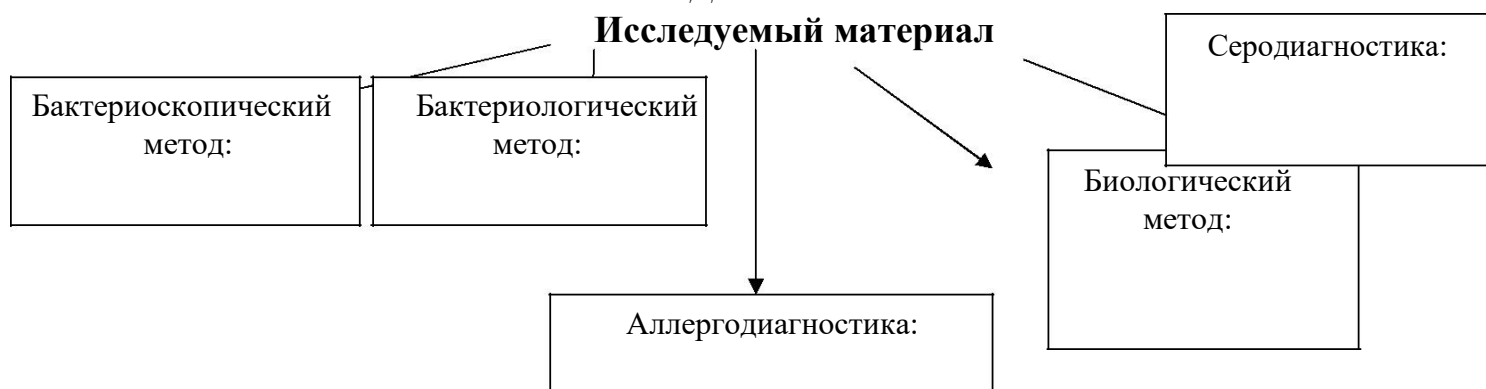 Исследуемый материал
Серодиагностика:
Бактериоскопический
метод:
Бактериологический
метод:
Биологический
метод:
Аллергодиагностика: